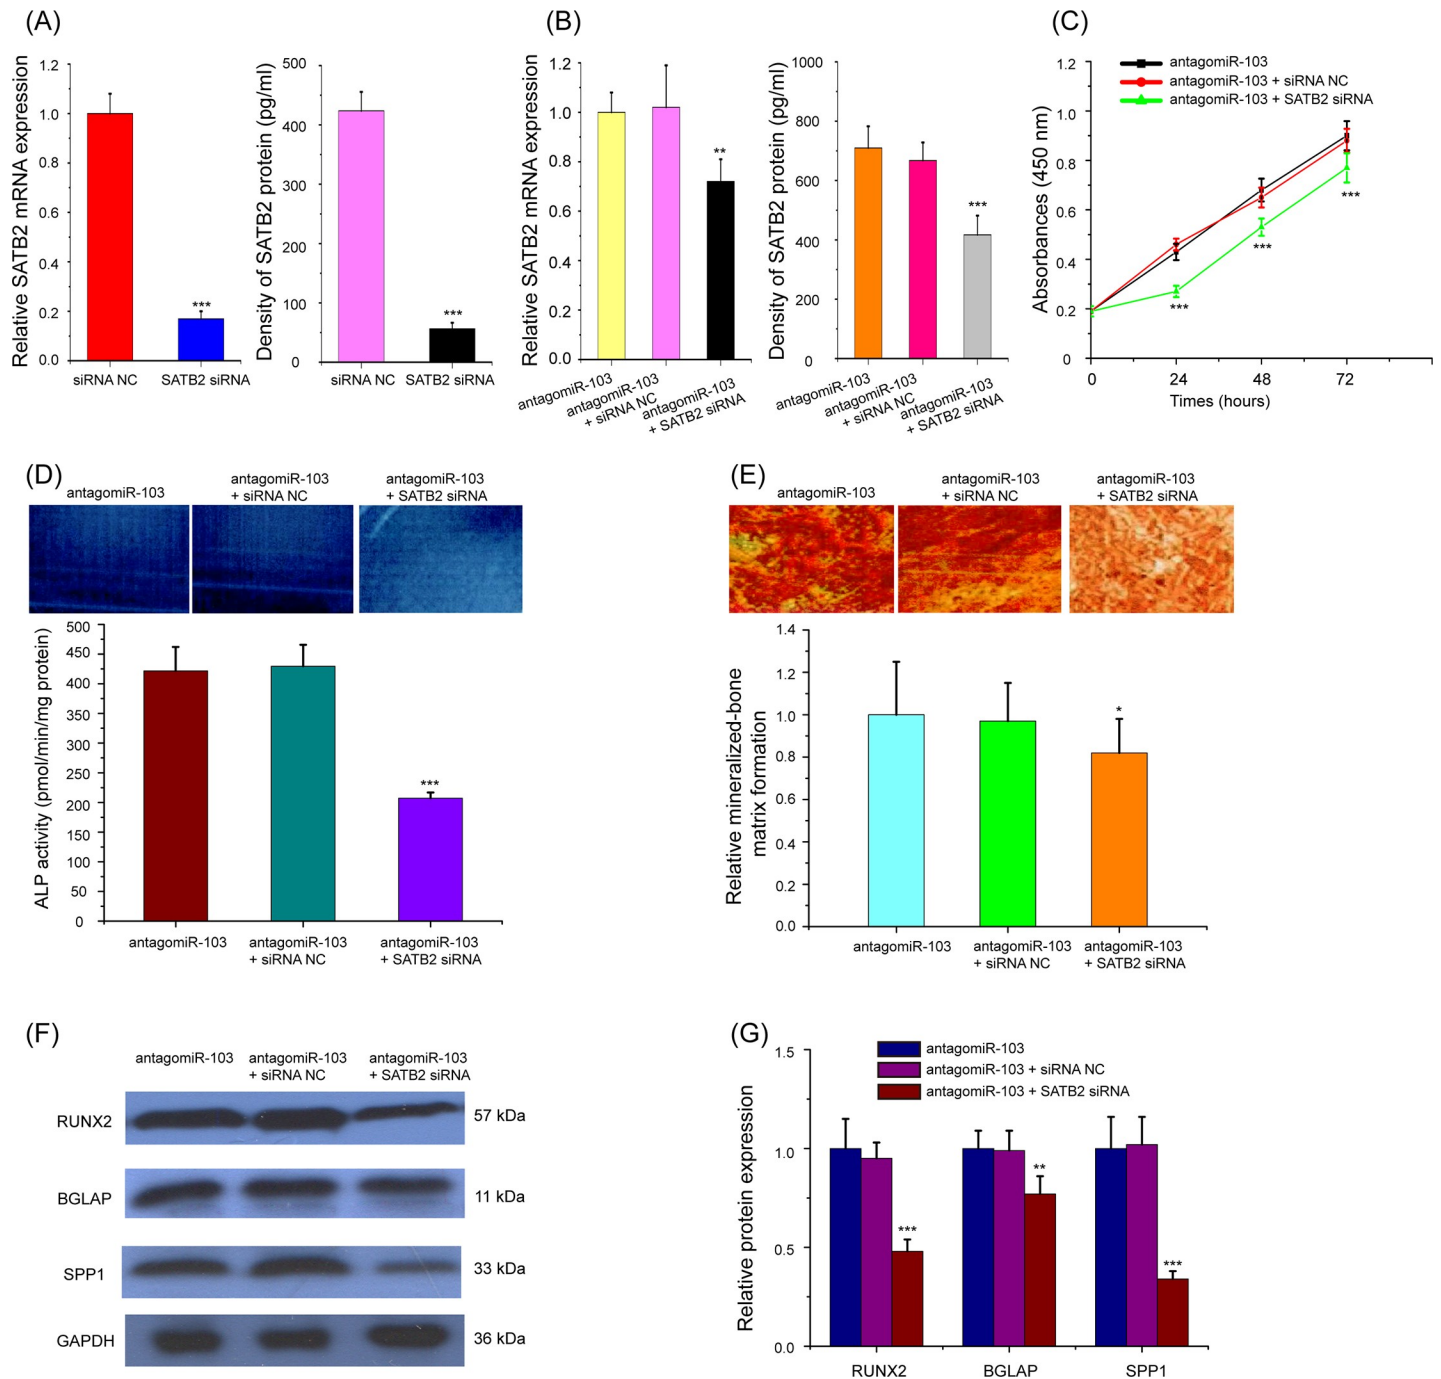 (A)
Relative SATB2 mRNA expression
1.2
1.0
0.8
0.6
0.4
0.2
0.0
***
siRNA NC
SATB2 siRNA
Density of SATB2 protein (pg/ml)
500
400
300
400
100
0
***
siRNA NC
SATB2 siRNA
(B)
Relative SATB2 mRNA expression
1.2
1.0
0.8
0.6
0.4
0.2
0.0
**
antagomiR-103
antagomiR-103
+ siRNA NC
antagomiR-103
+ SATB2 siRNA
Density of SATB2 protein (pg/ml)
1000
800
600
400
200
0
***
antagomiR-103
antagomiR-103
+ siRNA NC
antagomiR-103
+ SATB2 siRNA
(C)
antagomiR-103
antagomiR-103 + siRNA NC
antagomiR-103 + SATB2 siRNA
Absorbances (450 nm)
1.2
1.0
0.8
0.6
0.4
0.2
0
***
***
***
0
24
48
72
Times (hours)
(D)
antagomiR-103
antagomiR-103
+ siRNA NC
antagomiR-103
+ SATB2 siRNA
ALP activity (pmol/min/mg protein)
500
450
400
350
300
250
200
150
100
50
0
***
antagomiR-103
antagomiR-103
+ siRNA NC
antagomiR-103
+ SATB2 siRNA
(E)
antagomiR-103
antagomiR-103
+ siRNA NC
antagomiR-103
+ SATB2 siRNA
Relative mineralized-bone
matrix formation
1.4
1.2
1.0
0.8
0.6
0.4
0.2
0.0
*
antagomiR-103
antagomiR-103
+ siRNA NC
antagomiR-103
+ SATB2 siRNA
(F)
antagomiR-103
antagomiR-103
+ siRNA NC
antagomiR-103
+ SATB2 siRNA
RUNX2
57 kDa
BGLAP
11 kDa
SPP1
33 kDa
GAPDH
36 kDa
(G)
antagomiR-103
antagomiR-103 + siRNA NC
antagomiR-103 + SATB2 siRNA
Relative protein expression
1.5
1.0
0.5
0.0
***
**
***
RUNX2
BGLAP
SPP1